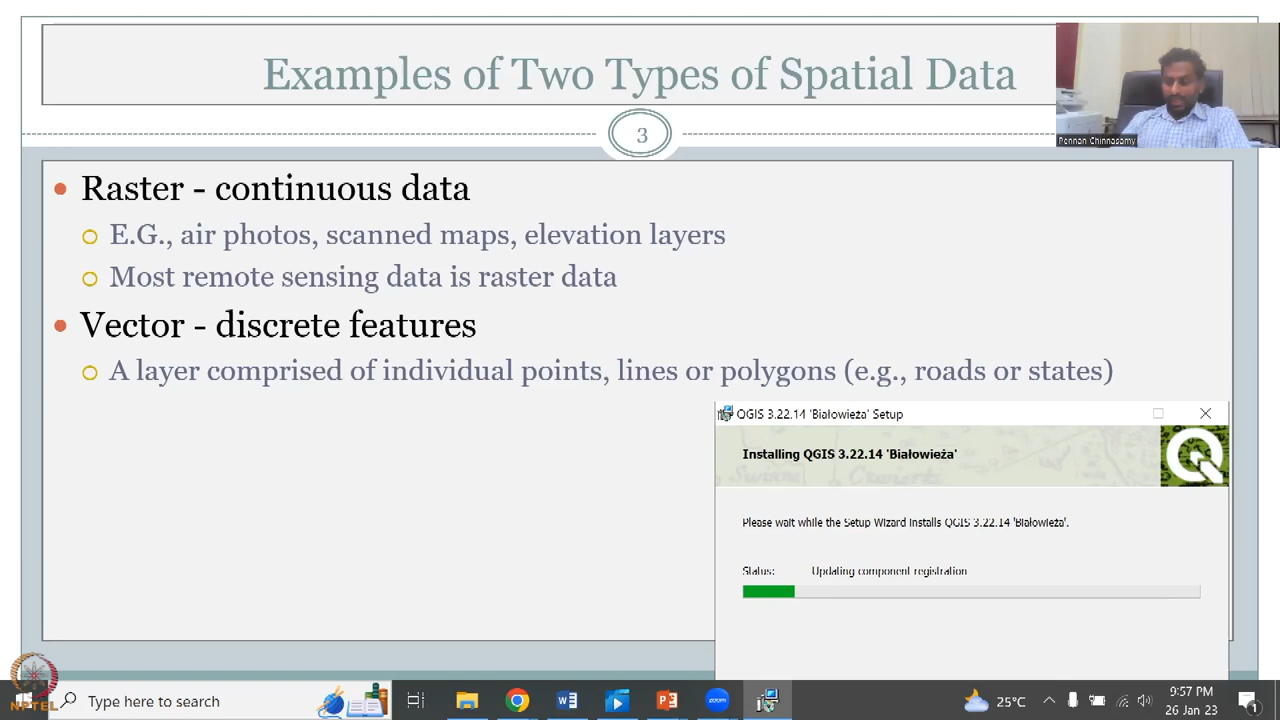 Examples of Two Types of Spatial Data
3
Pennan Chinnasamy
Raster - continuous data
E.G., air photos, scanned maps, elevation layers
Most remote sensing data is raster data
Vector - discrete features
A layer comprised of individual points, lines or polygons (e.g., roads or states)
QGIS 3.22.14 'Białowieża' Setup
Installing QGIS 3.22.14 'Białowieża'
Please wait while the Setup Wizard installs QGIS 3.22.14 'Białowieża'.
Status: Updating component registration
NPTEL
Type here to search
zoom
25°C
9:57 PM
26 Jan 23
1